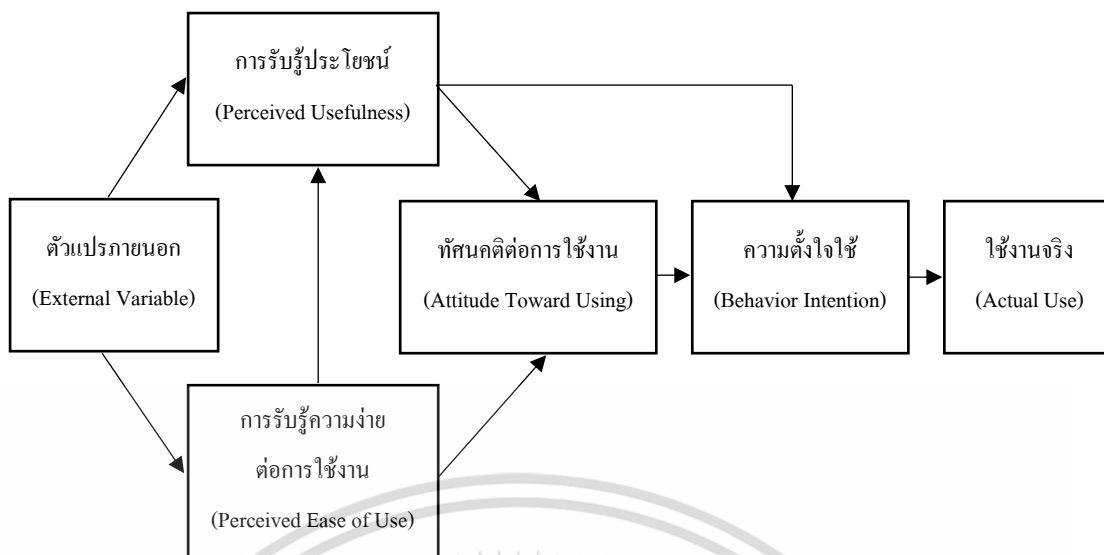 การรับรู้ประโยชน์
(Perceived Usefulness)
ตัวแปรภายนอก
(External Variable)
ทัศนคติต่อการใช้งาน
(Attitude Toward Using)
ความตั้งใจใช้
(Behavior Intention)
ใช้งานจริง
(Actual Use)
การรับรู้ความง่าย
ต่อการใช้งาน
(Perceived Ease of Use)